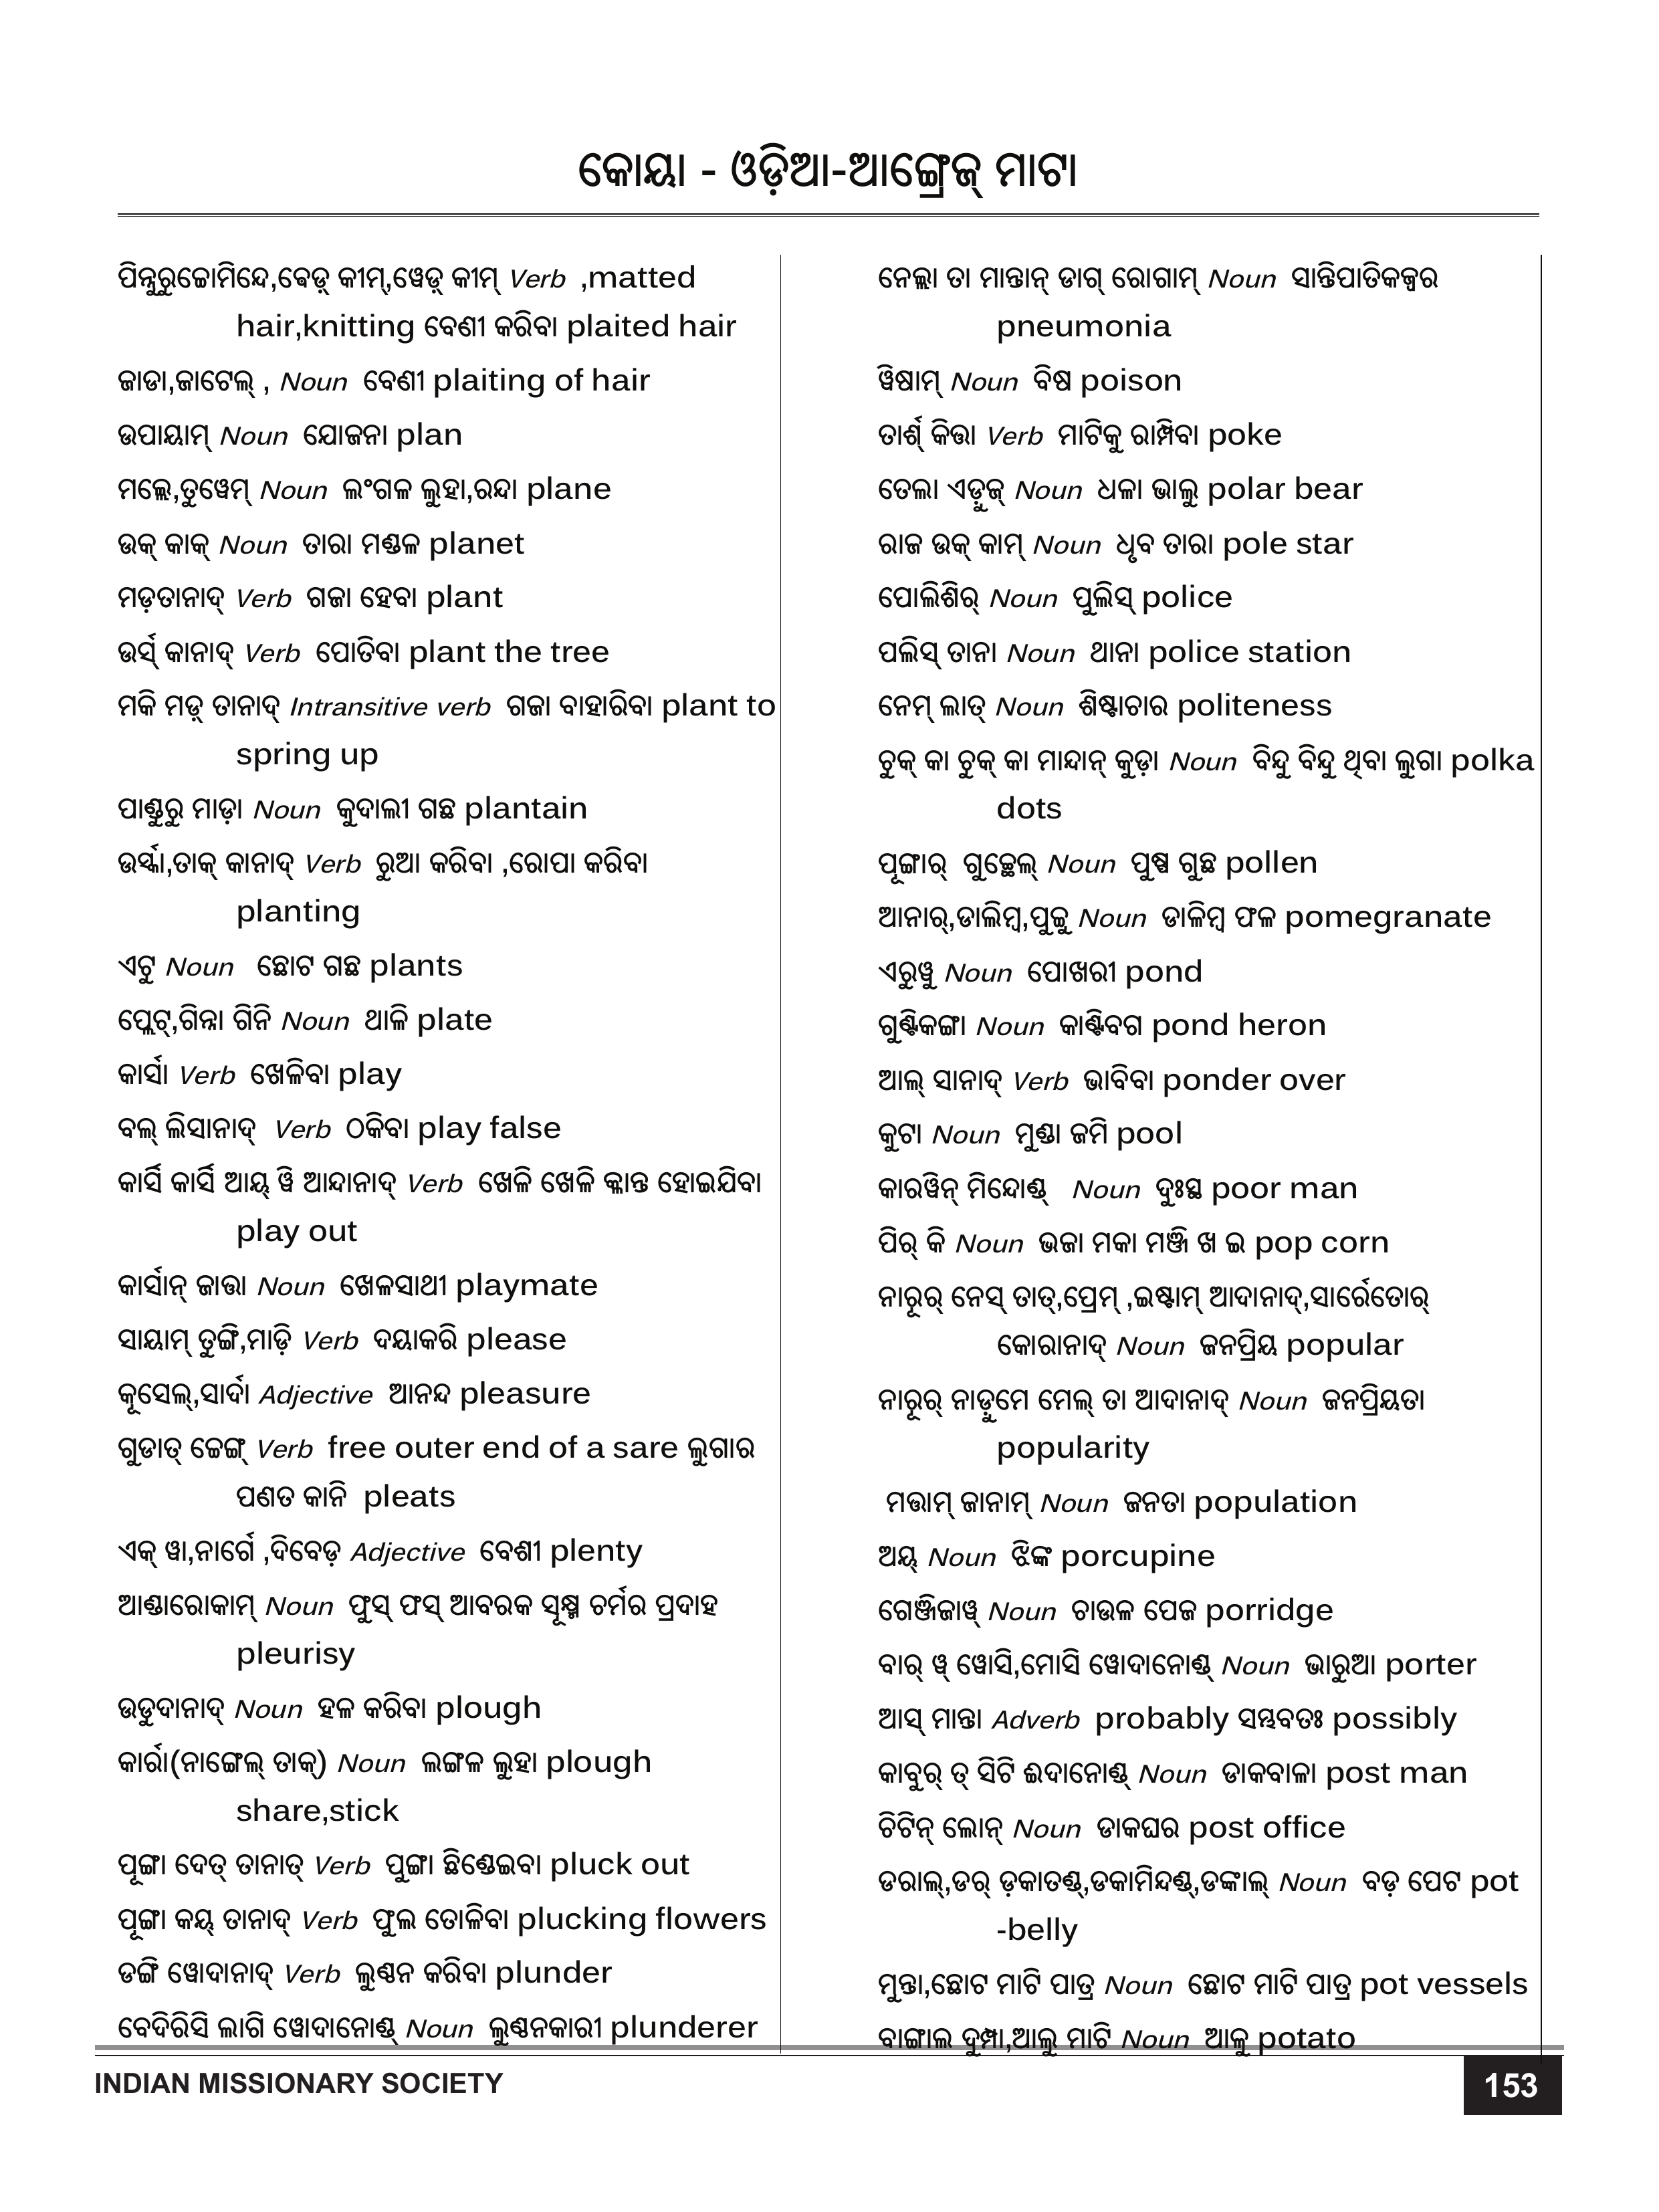 କୋୟା - ଓଡ଼ିଆ-ଆଙ୍ଗ୍ରେଜ୍ ମାଟା
ପିନ୍ନୁରୁଚ୍ଚୋମିନ୍ଦେ,ବେଡ଼୍ କୀମ୍,ୱେଡ଼୍ କୀମ୍ Verb ,matted
hair,knitting ବେଣୀ କରିବା plaited hair
ଜାଡା,ଜାଟେଲ୍ , Noun ବେଣୀ plaiting of hair
ଉପାୟାମ୍ Noun ଯୋଜନା plan
ମଲ୍ଲେ,ତୁୱେମ୍ Noun ଲଂଗଳ ଲୁହା,ରନ୍ଦା plane
ଉକ୍ କାକ୍ Noun ତାରା ମଣ୍ଡଳ planet
ମଡ଼ତାନାଦ୍ Verb ଗଜା ହେବା plant
ଉର୍ସ୍ କାନାଦ୍ Verb ପୋତିବା plant the tree
ମକି ମଡ଼୍ ତାନାଦ୍ Intransitive verb ଗଜା ବାହାରିବା plant to
spring up
ପାଣ୍ଡୁରୁ ମାଡ଼ା Noun କୁଦାଲୀ ଗଛ plantain
ଉର୍ସ୍କା,ତାକ୍ କାନାଦ୍ Verb ରୁଆ କରିବା ,ରୋପା କରିବା
planting
ଏଟୁ Noun ଛୋଟ ଗଛ plants
ପ୍ଲେଟ୍,ଗିନ୍ନା ଗିନି Noun ଥାଳି plate
କାର୍ସା Verb ଖେଳିବା play
ବଲ୍ ଲିସାନାଦ୍ Verb ଠକିବା play false
କାର୍ସି କାର୍ସି ଆୟ୍ ୱି ଆନ୍ଦାନାଦ୍ Verb ଖେଳି ଖେଳି କ୍ଳାନ୍ତ ହୋଇଯିବା
play out
କାର୍ସାନ୍ ଜାତ୍ତା Noun ଖେଳସାଥୀ playmate
ସାୟାମ୍ ତୁଙ୍ଗି,ମାଡ଼ି Verb ଦୟାକରି please
କୂସେଲ୍,ସାର୍ଦା Adjective ଆନନ୍ଦ pleasure
ଗୁଡାତ୍ ଚ୍ଚେଙ୍ଗ୍ Verb free outer end of a sare ଲୁଗାର
ପଣତ କାନି pleats
ଏକ୍ ୱା,ନାର୍ଗେ ,ଦିବେଡ଼ Adjective ବେଶୀ plenty
ଆଣ୍ଡାରୋକାମ୍ Noun ଫୁସ୍ ଫସ୍ ଆବରକ ସୂକ୍ଷ୍ମ ଚର୍ମର ପ୍ରଦାହ
pleurisy
ଉଡୁଦାନାଦ୍ Noun ହଳ କରିବା plough
କାର୍ରା(ନାଙ୍ଗେଲ୍ ତାକ୍) Noun ଲଙ୍ଗଳ ଲୁହା plough
share,stick
ପୂଙ୍ଗା ଦେତ୍ ତାନାତ୍ Verb ପୁଙ୍ଗା ଛିଣ୍ଡେଇବା pluck out
ପୂଙ୍ଗା କୟ୍ ତାନାଦ୍ Verb ଫୁଲ ତୋଳିବା plucking flowers
ଡଙ୍ଗି ୱୋଦାନାଦ୍ Verb ଲୁଣ୍ଠନ କରିବା plunder
ବେଦିରିସି ଲାଗି ୱୋଦାନୋଣ୍ଡ୍ Noun ଲୁଣ୍ଠନକାରୀ plunderer
ନେଲ୍ଲା ତା ମାନ୍ତାନ୍ ଡାଗ୍ ରୋଗାମ୍ Noun ସାନ୍ତିପାତିକଜ୍ୱର
pneumonia
ୱିଷାମ୍ Noun ବିଷ poison
ତାର୍ଶ୍ କିତ୍ତା Verb ମାଟିକୁ ରାମ୍ପିବା poke
ତେଲା ଏଡ଼ୁଜ୍ Noun ଧଳା ଭାଲୁ polar bear
ରାଜ ଉକ୍ କାମ୍ Noun ଧୃବ ତାରା pole star
ପୋଲିଶିର୍ Noun ପୁଲିସ୍ police
ପଲିସ୍ ତାନା Noun ଥାନା police station
ନେମ୍ ଲାତ୍ Noun ଶିଷ୍ଟାଚାର politeness
ଚୁକ୍ କା ଚୁକ୍ କା ମାନ୍ଦାନ୍ କୁଡ଼ା Noun ବିନ୍ଦୁ ବିନ୍ଦୁ ଥିବା ଲୁଗା polka
dots
ପୂଙ୍ଗାର୍ ଗୁଚ୍ଛେଲ୍ Noun ପୁଷ୍ପ ଗୁଛ pollen
ଆନାର୍,ଡାଲିମ୍ବ,ପୁଚ୍ଚୁ Noun ଡାଳିମ୍ବ ଫଳ pomegranate
ଏରୁୱୁ Noun ପୋଖରୀ pond
ଗୁଣ୍ଟିକଙ୍ଗା Noun କାଣ୍ଟିବଗ pond heron
ଆଲ୍ ସାନାଦ୍ Verb ଭାବିବା ponder over
କୁଟା Noun ମୁଣ୍ଡା ଜମି pool
କାରୱିନ୍ ମିନ୍ଦୋଣ୍ଡ୍ Noun ଦୁଃସ୍ଥ poor man
ପିର୍ କି Noun ଭଜା ମକା ମଞ୍ଜି ଖ ଇ pop corn
ନାରୂର୍ ନେସ୍ ତାତ୍,ପ୍ରେମ୍ ,ଇଷ୍ଟାମ୍ ଆଦାନାଦ୍,ସାର୍ରେତୋର୍
କୋରାନାଦ୍ Noun ଜନପ୍ରିୟ popular
ନାରୂର୍ ନାଡ଼ୁମେ ମେଲ୍ ତା ଆଦାନାଦ୍ Noun ଜନପ୍ରିୟତା
popularity
ମତ୍ତାମ୍ ଜାନାମ୍ Noun ଜନତା population
ଅୟ୍ Noun ଝିଙ୍କ porcupine
ଗେଞ୍ଜିଜାୱ୍ Noun ଚାଉଳ ପେଜ porridge
ବାର୍ ୱ୍ ୱୋସି,ମୋସି ୱୋଦାନୋଣ୍ଡ୍ Noun ଭାରୁଆ porter
ଆସ୍ ମାନ୍ତା Adverb probably ସମ୍ଭବତଃ possibly
କାବୁର୍ ତ୍ ସିଟି ଈଦାନୋଣ୍ଡ୍ Noun ଡାକବାଳା post man
ଚିଟିନ୍ ଲୋନ୍ Noun ଡାକଘର post office
ଡରାଲ୍,ଡର୍ ଡ଼କାତଣ୍ଡ୍,ଡକାମିନ୍ଦଣ୍ଡ୍,ଡଙ୍କାଲ୍ Noun ବଡ଼ ପେଟ pot
-belly
ମୁନ୍ତା,ଛୋଟ ମାଟି ପାତ୍ର Noun ଛୋଟ ମାଟି ପାତ୍ର pot vessels
ବାଙ୍ଗାଲ ଦୁମ୍ପା,ଆଲୁ ମାଟି Noun ଆଳୁ potato
INDIAN MISSIONARY SOCIETY
153